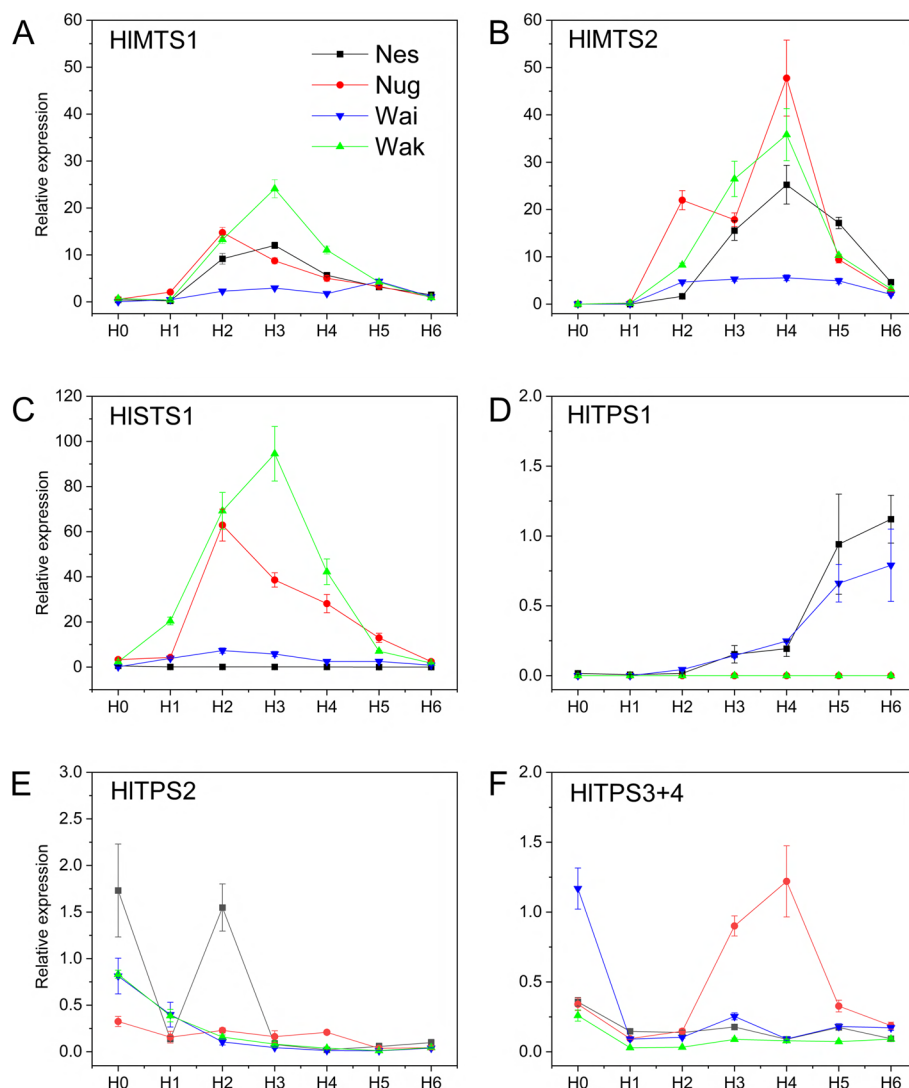 A
HlMTS1
Nes
Nug
Wai
Wak
Relative expression
60
50
40
30
20
10
0
H0 H1 H2 H3 H4 H5 H6
B
HlMTS2
60
50
40
30
20
10
0
H0 H1 H2 H3 H4 H5 H6
C
HlSTS1
Relative expression
120
100
80
60
40
20
0
H0 H1 H2 H3 H4 H5 H6
D
HlTPS1
2.0
1.5
1.0
0.5
0.0
H0 H1 H2 H3 H4 H5 H6
E
HlTPS2
Relative expression
3.0
2.5
2.0
1.5
1.0
0.5
0.0
H0 H1 H2 H3 H4 H5 H6
F
HlTPS3+4
2.0
1.5
1.0
0.5
0.0
H0 H1 H2 H3 H4 H5 H6